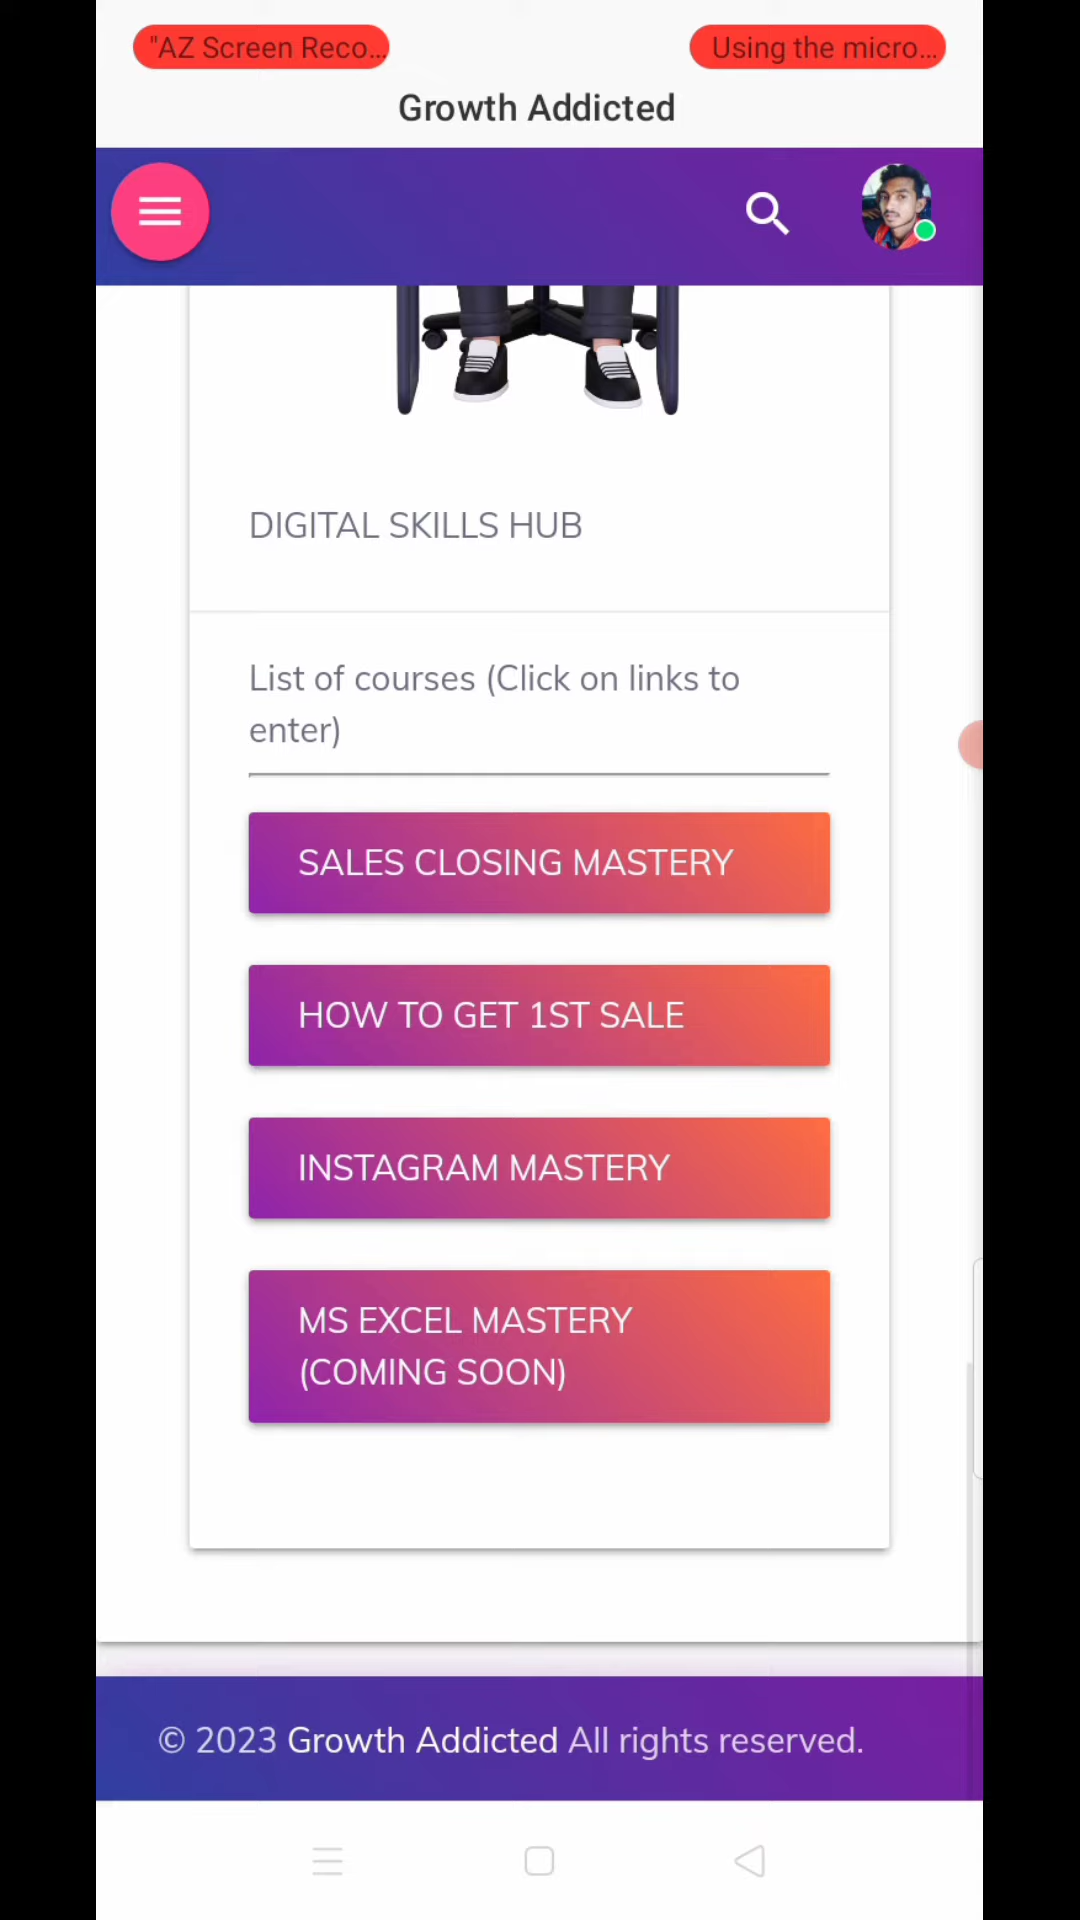 "AZ Screen Reco...
Using the micro...
Growth Addicted
DIGITAL SKILLS HUB
List of courses (Click on links to
enter)
SALES CLOSING MASTERY
HOW TO GET 1ST SALE
INSTAGRAM MASTERY
MS EXCEL MASTERY
(COMING SOON)
© 2023 Growth Addicted All rights reserved.